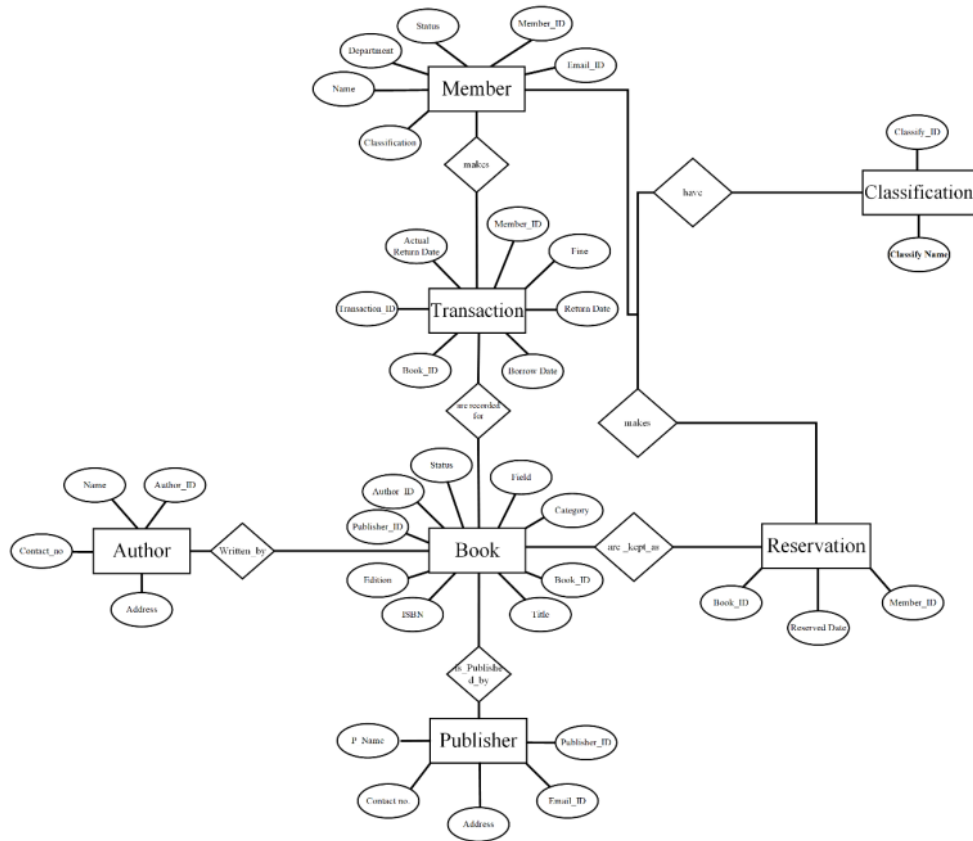 Status
Member_ID
Department
Email_ID
Member
Name
Classification
Classify_ID
makes
have
Classification
Classify Name
Member_ID
Actual
Return Date
Fine
Transaction_ID
Transaction
Return Date
Book_ID
Borrow Date
are recorded
for
makes
Status
Field
Name
Author_ID
Author_ID
Category
Publisher_ID
Contact_no
Author
Written_by
Book
are _kept_as
Reservation
Edition
Book_ID
Address
ISBN
Title
Book_ID
Member_ID
Reserved Date
is_Publishe
d_by
P_Name
Publisher
Publisher_ID
Contact no.
Email_ID
Address